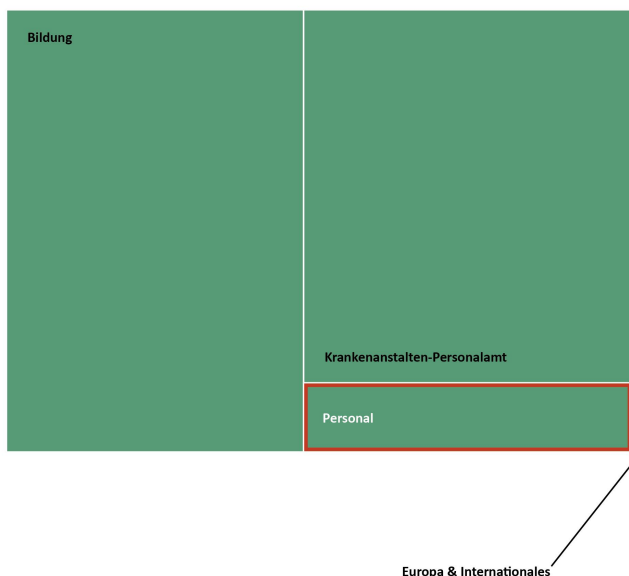 Bildung
Krankenanstalten-Personalamt
Personal
Europa & Internationales